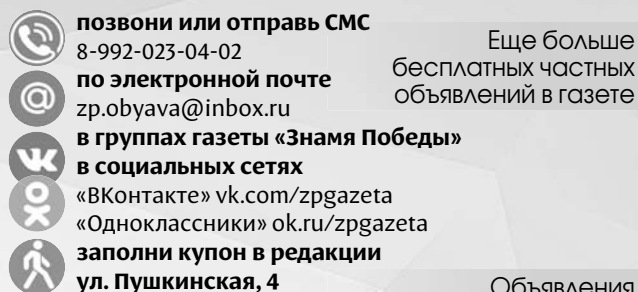 позвони или отправь СМС
8-992-023-04-02
по электронной почте
zp.obyava@inbox.ru
в группах газеты «Знамя Победы»
в социальных сетях
«ВКонтакте» vk.com/zpgazeta
«Одноклассники» ok.ru/zpgazeta
заполни купон в редакции
ул. Пушкинская, 4
Еще больше
бесплатных частных
объявлений в газете
Объявления